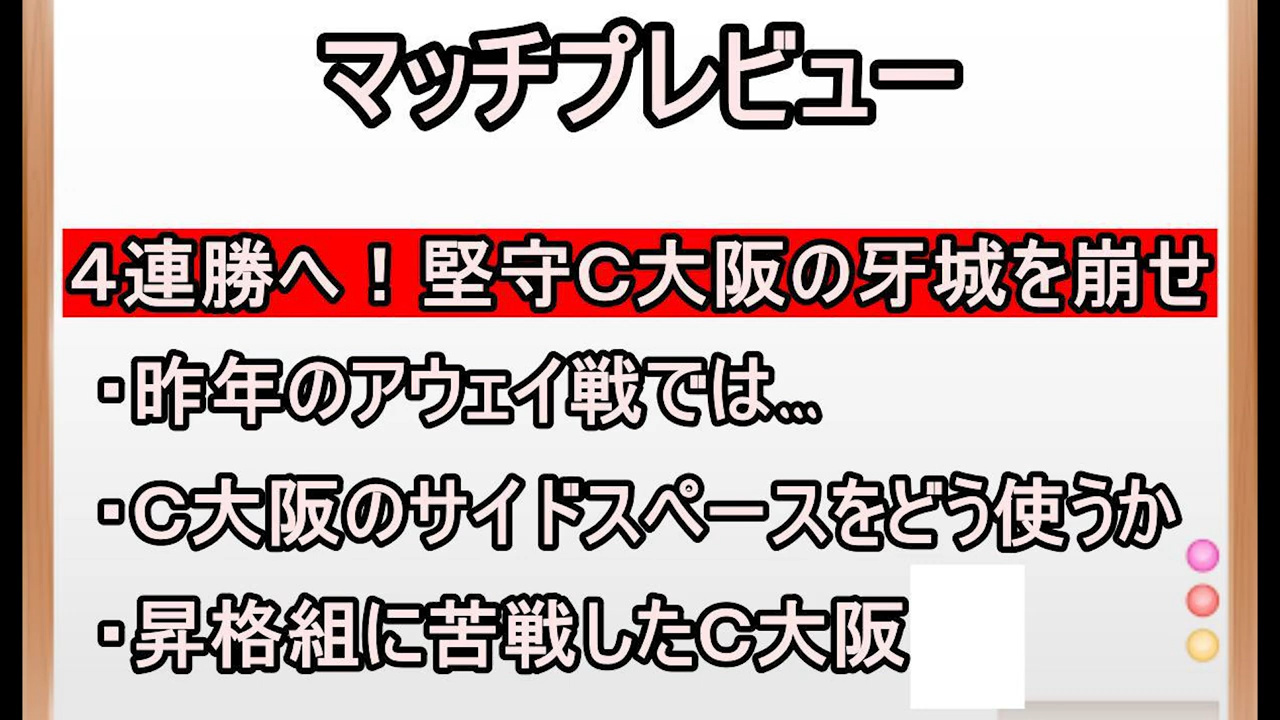 マッチプレビュー
４連勝へ！堅守C大阪の牙城を崩せ
・昨年のアウェイ戦では...
・C大阪のサイドスペースをどう使うか
・昇格組に苦戦したC大阪